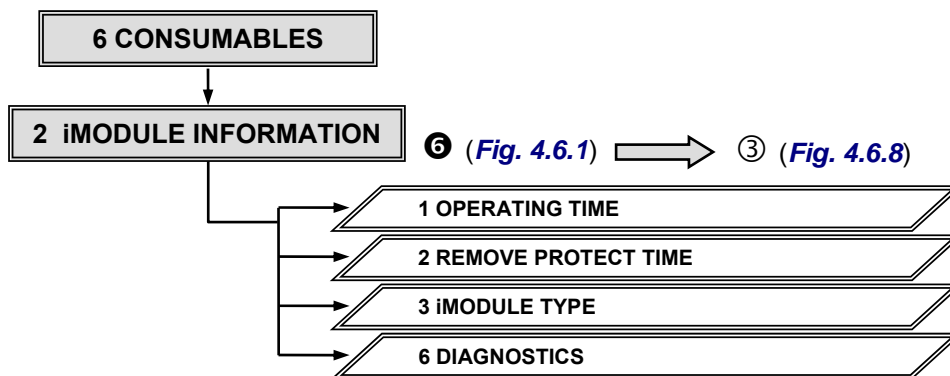 6 CONSUMABLES
2 iMODULE INFORMATION
❻ (Fig. 4.6.1) ③ (Fig. 4.6.8)
1 OPERATING TIME
2 REMOVE PROTECT TIME
3 iMODULE TYPE
6 DIAGNOSTICS